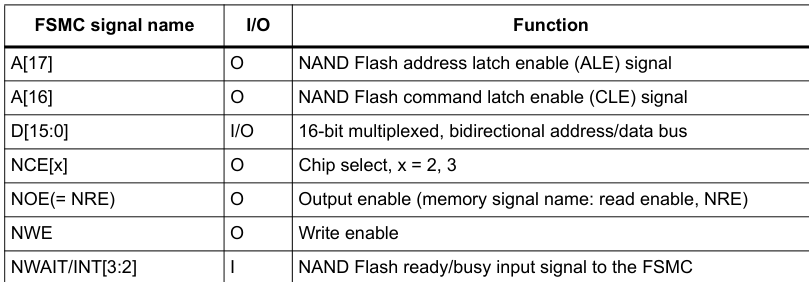 FSMC signal name I/O Function
A[17] O NAND Flash address latch enable (ALE) signal
A[16] O NAND Flash command latch enable (CLE) signal
D[15:0] I/O 16-bit multiplexed, bidirectional address/data bus
NCE[x] O Chip select, x = 2, 3
NOE(= NRE) O Output enable (memory signal name: read enable, NRE)
NWE O Write enable
NWAIT/INT[3:2] I NAND Flash ready/busy input signal to the FSMC